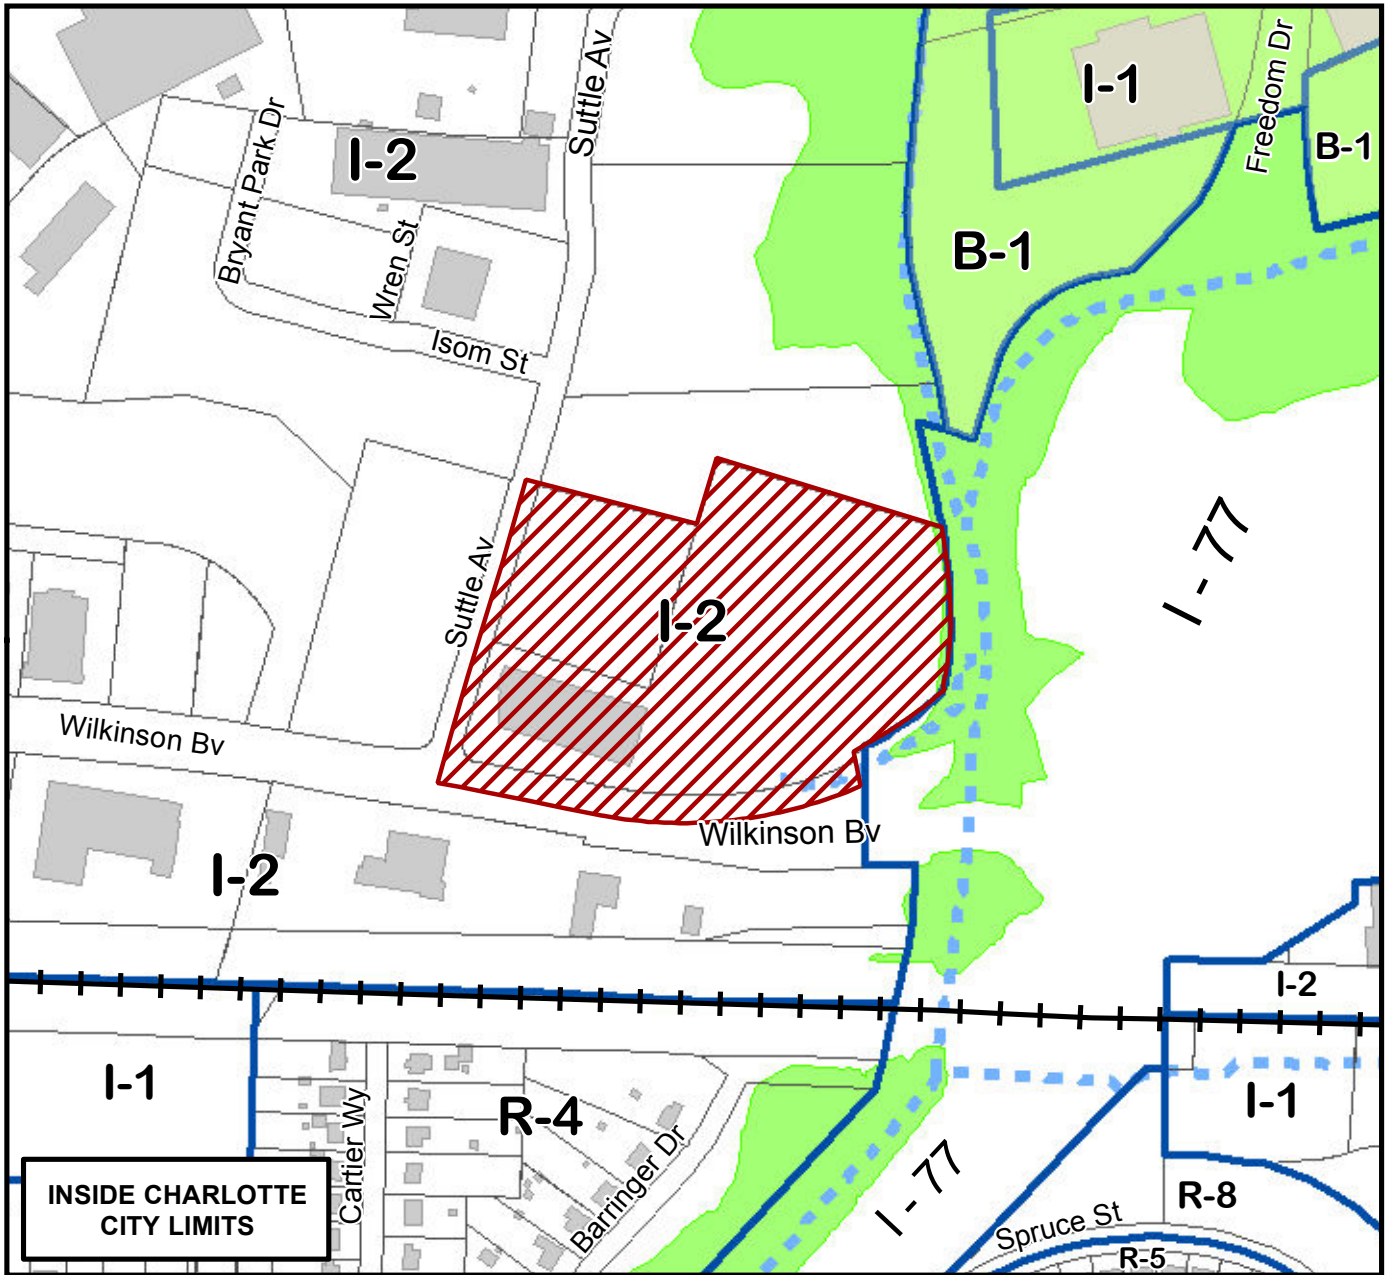 Suttle Av
I-1
Freedom Dr
B-1
Bryant Park Dr
I-2
Wren St
B-1
Isom St
I - 77
Suttle Av
I-2
Wilkinson Bv
Wilkinson Bv
I-2
I-2
I-1
R-4
I-1
Cartier Wy
Barringer Dr
I - 77
R-8
Spruce St
R-5
INSIDE CHARLOTTE
CITY LIMITS